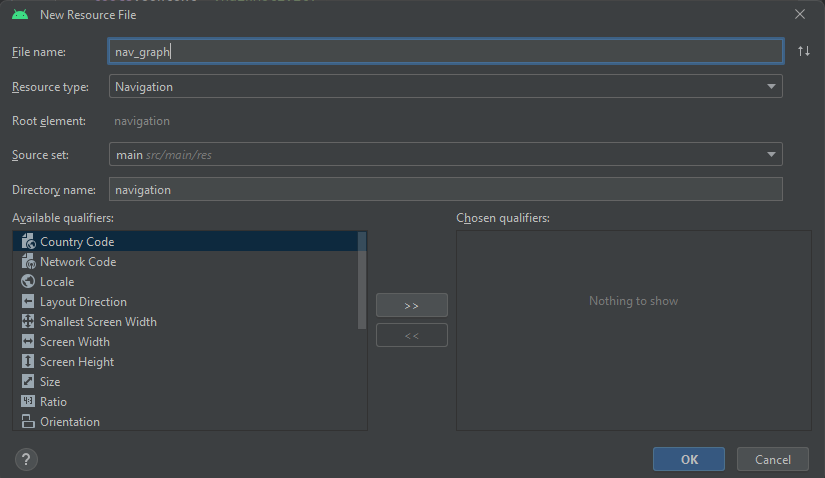 New Resource File
File name: nav_graph
Resource type: Navigation
Root element: navigation
Source set: main src/main/res
Directory name: navigation
Available qualifiers: Chosen qualifiers:
Country Code
Network Code
Locale
Layout Direction
Smallest Screen Width
Screen Width
Screen Height
Size
Ratio
Orientation
>>
<<
Nothing to show
?
OK Cancel